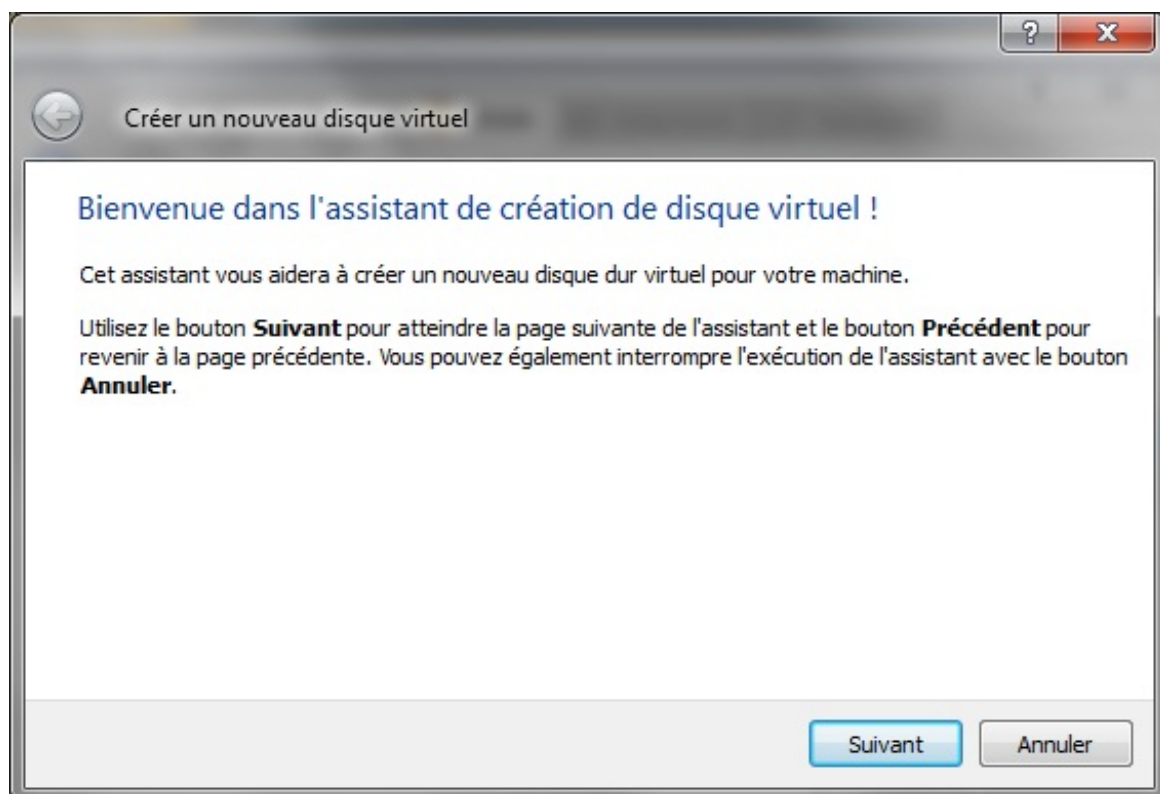 Créer un nouveau disque virtuel
Bienvenue dans l'assistant de création de disque virtuel !
Cet assistant vous aidera à créer un nouveau disque dur virtuel pour votre machine.
Utilisez le bouton Suivant pour atteindre la page suivante de l'assistant et le bouton Précédent pour
revenir à la page précédente. Vous pouvez également interrompre l'exécution de l'assistant avec le bouton
Annuler.
Suivant
Annuler